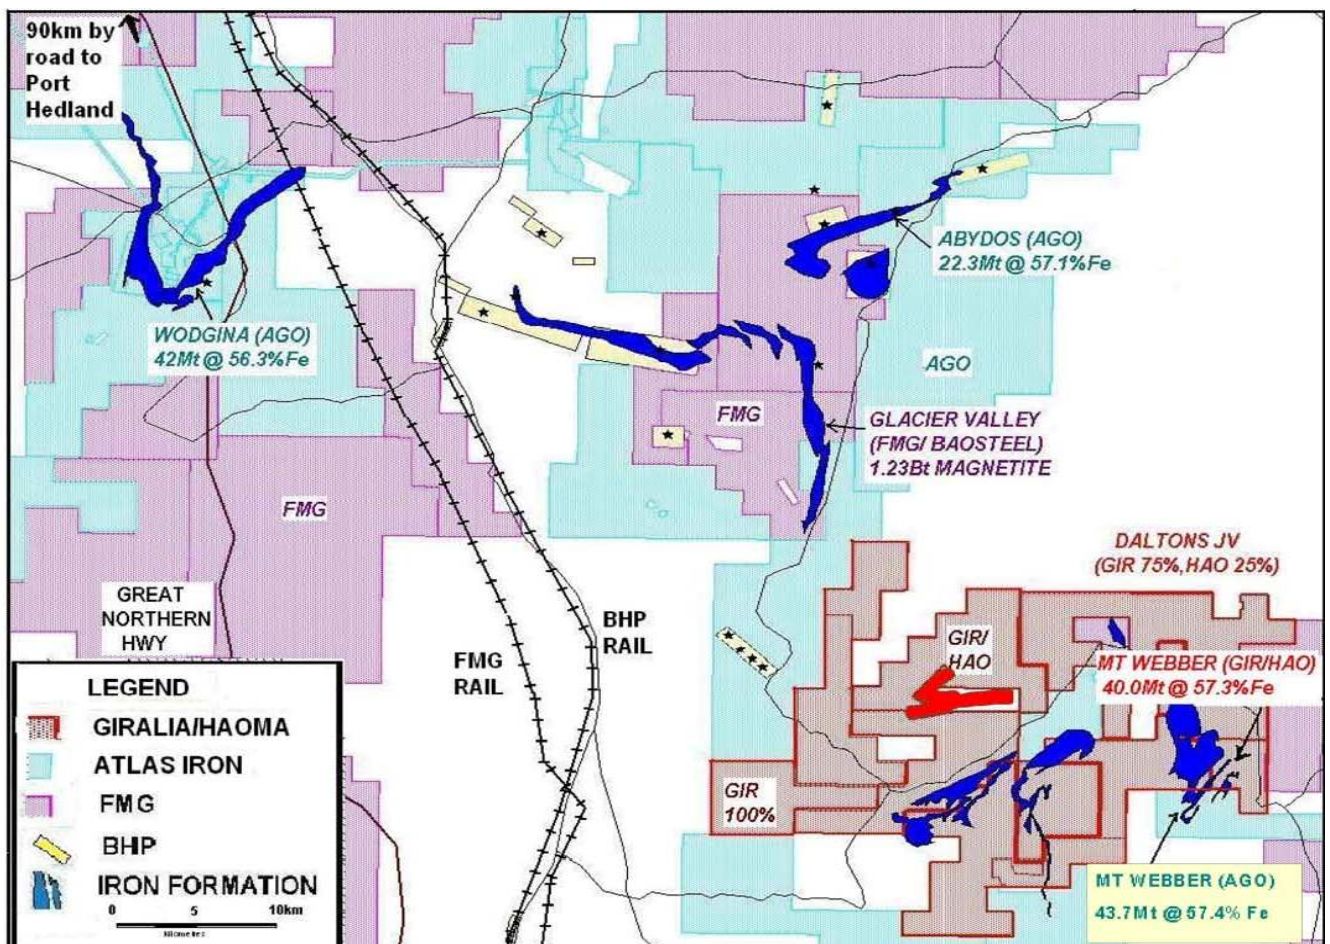 90km by
road to
Port
Hedland
WODGINA (AGO)
42Mt @ 56.3%Fe
ABYDOS (AGO)
22.3Mt @ 57.1%Fe
AGO
FMG
GLACIER VALLEY
(FMG/ BAOSTEEL)
1.23Bt MAGNETITE
FMG
DALTONS JV
(GIR 75%,HAO 25%)
GREAT
NORTHERN
HWY
FMG
RAIL
BHP
RAIL
GIR/
HAO
MT WEBBER (GIR/HAO)
40.0Mt @ 57.3%Fe
GIR
100%
MT WEBBER (AGO)
43.7Mt @ 57.4% Fe
LEGEND
GIRALIA/HAOMA
ATLAS IRON
FMG
BHP
IRON FORMATION
0 5 10km
Kilometres